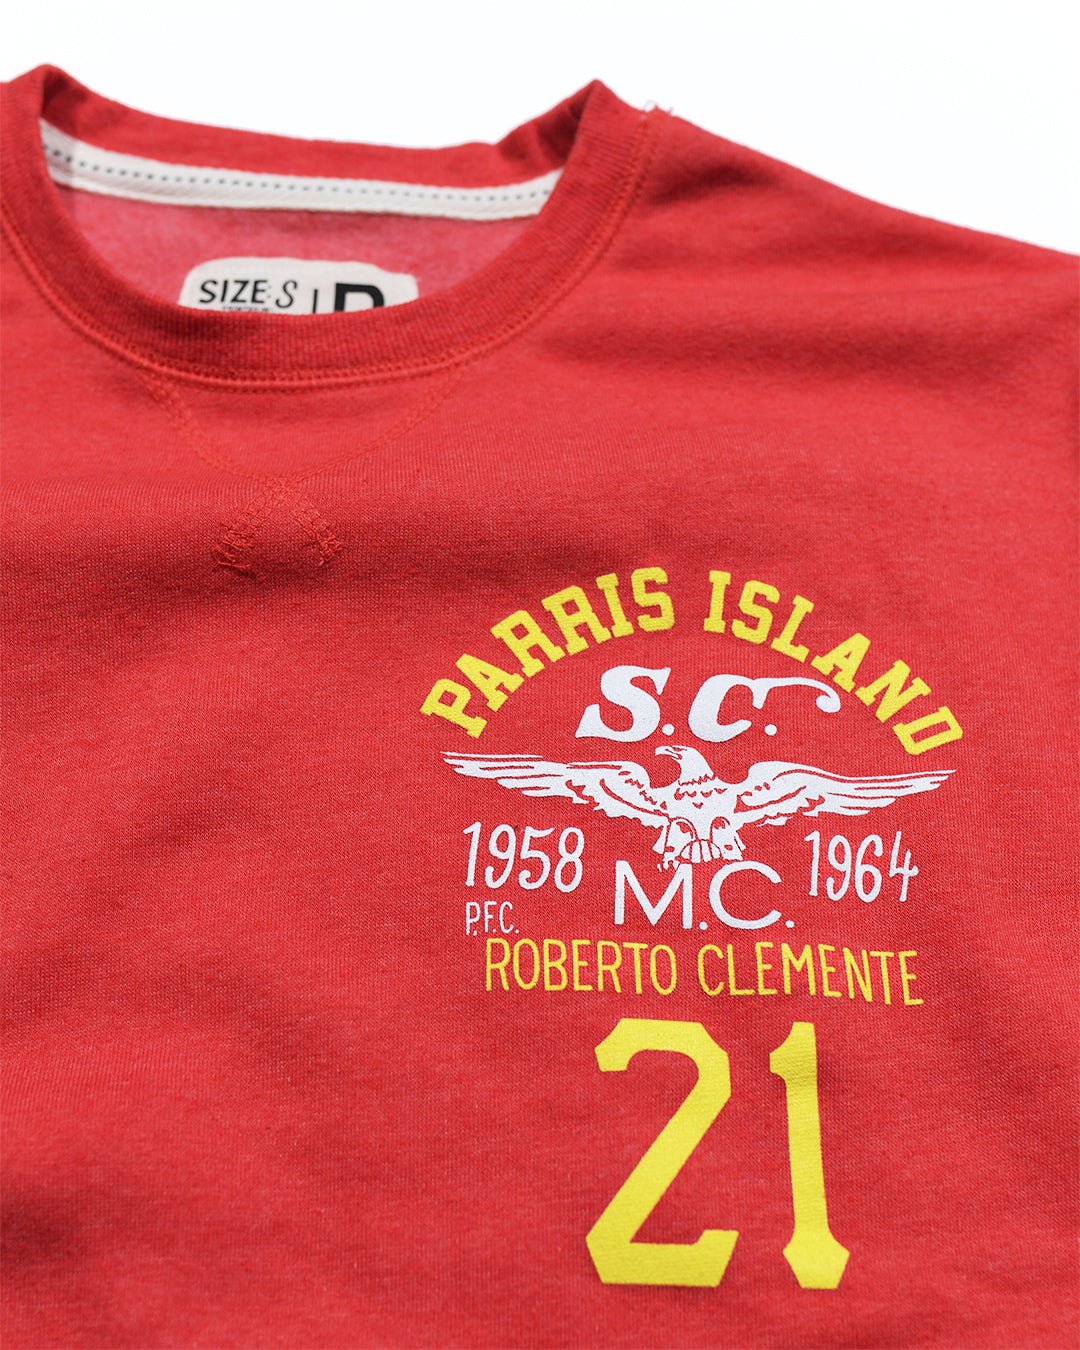 SIZE: S
PARRIS ISLAND
S.C.
1958 1964
M.C.
P.F.C.
ROBERTO CLEMENTE
21